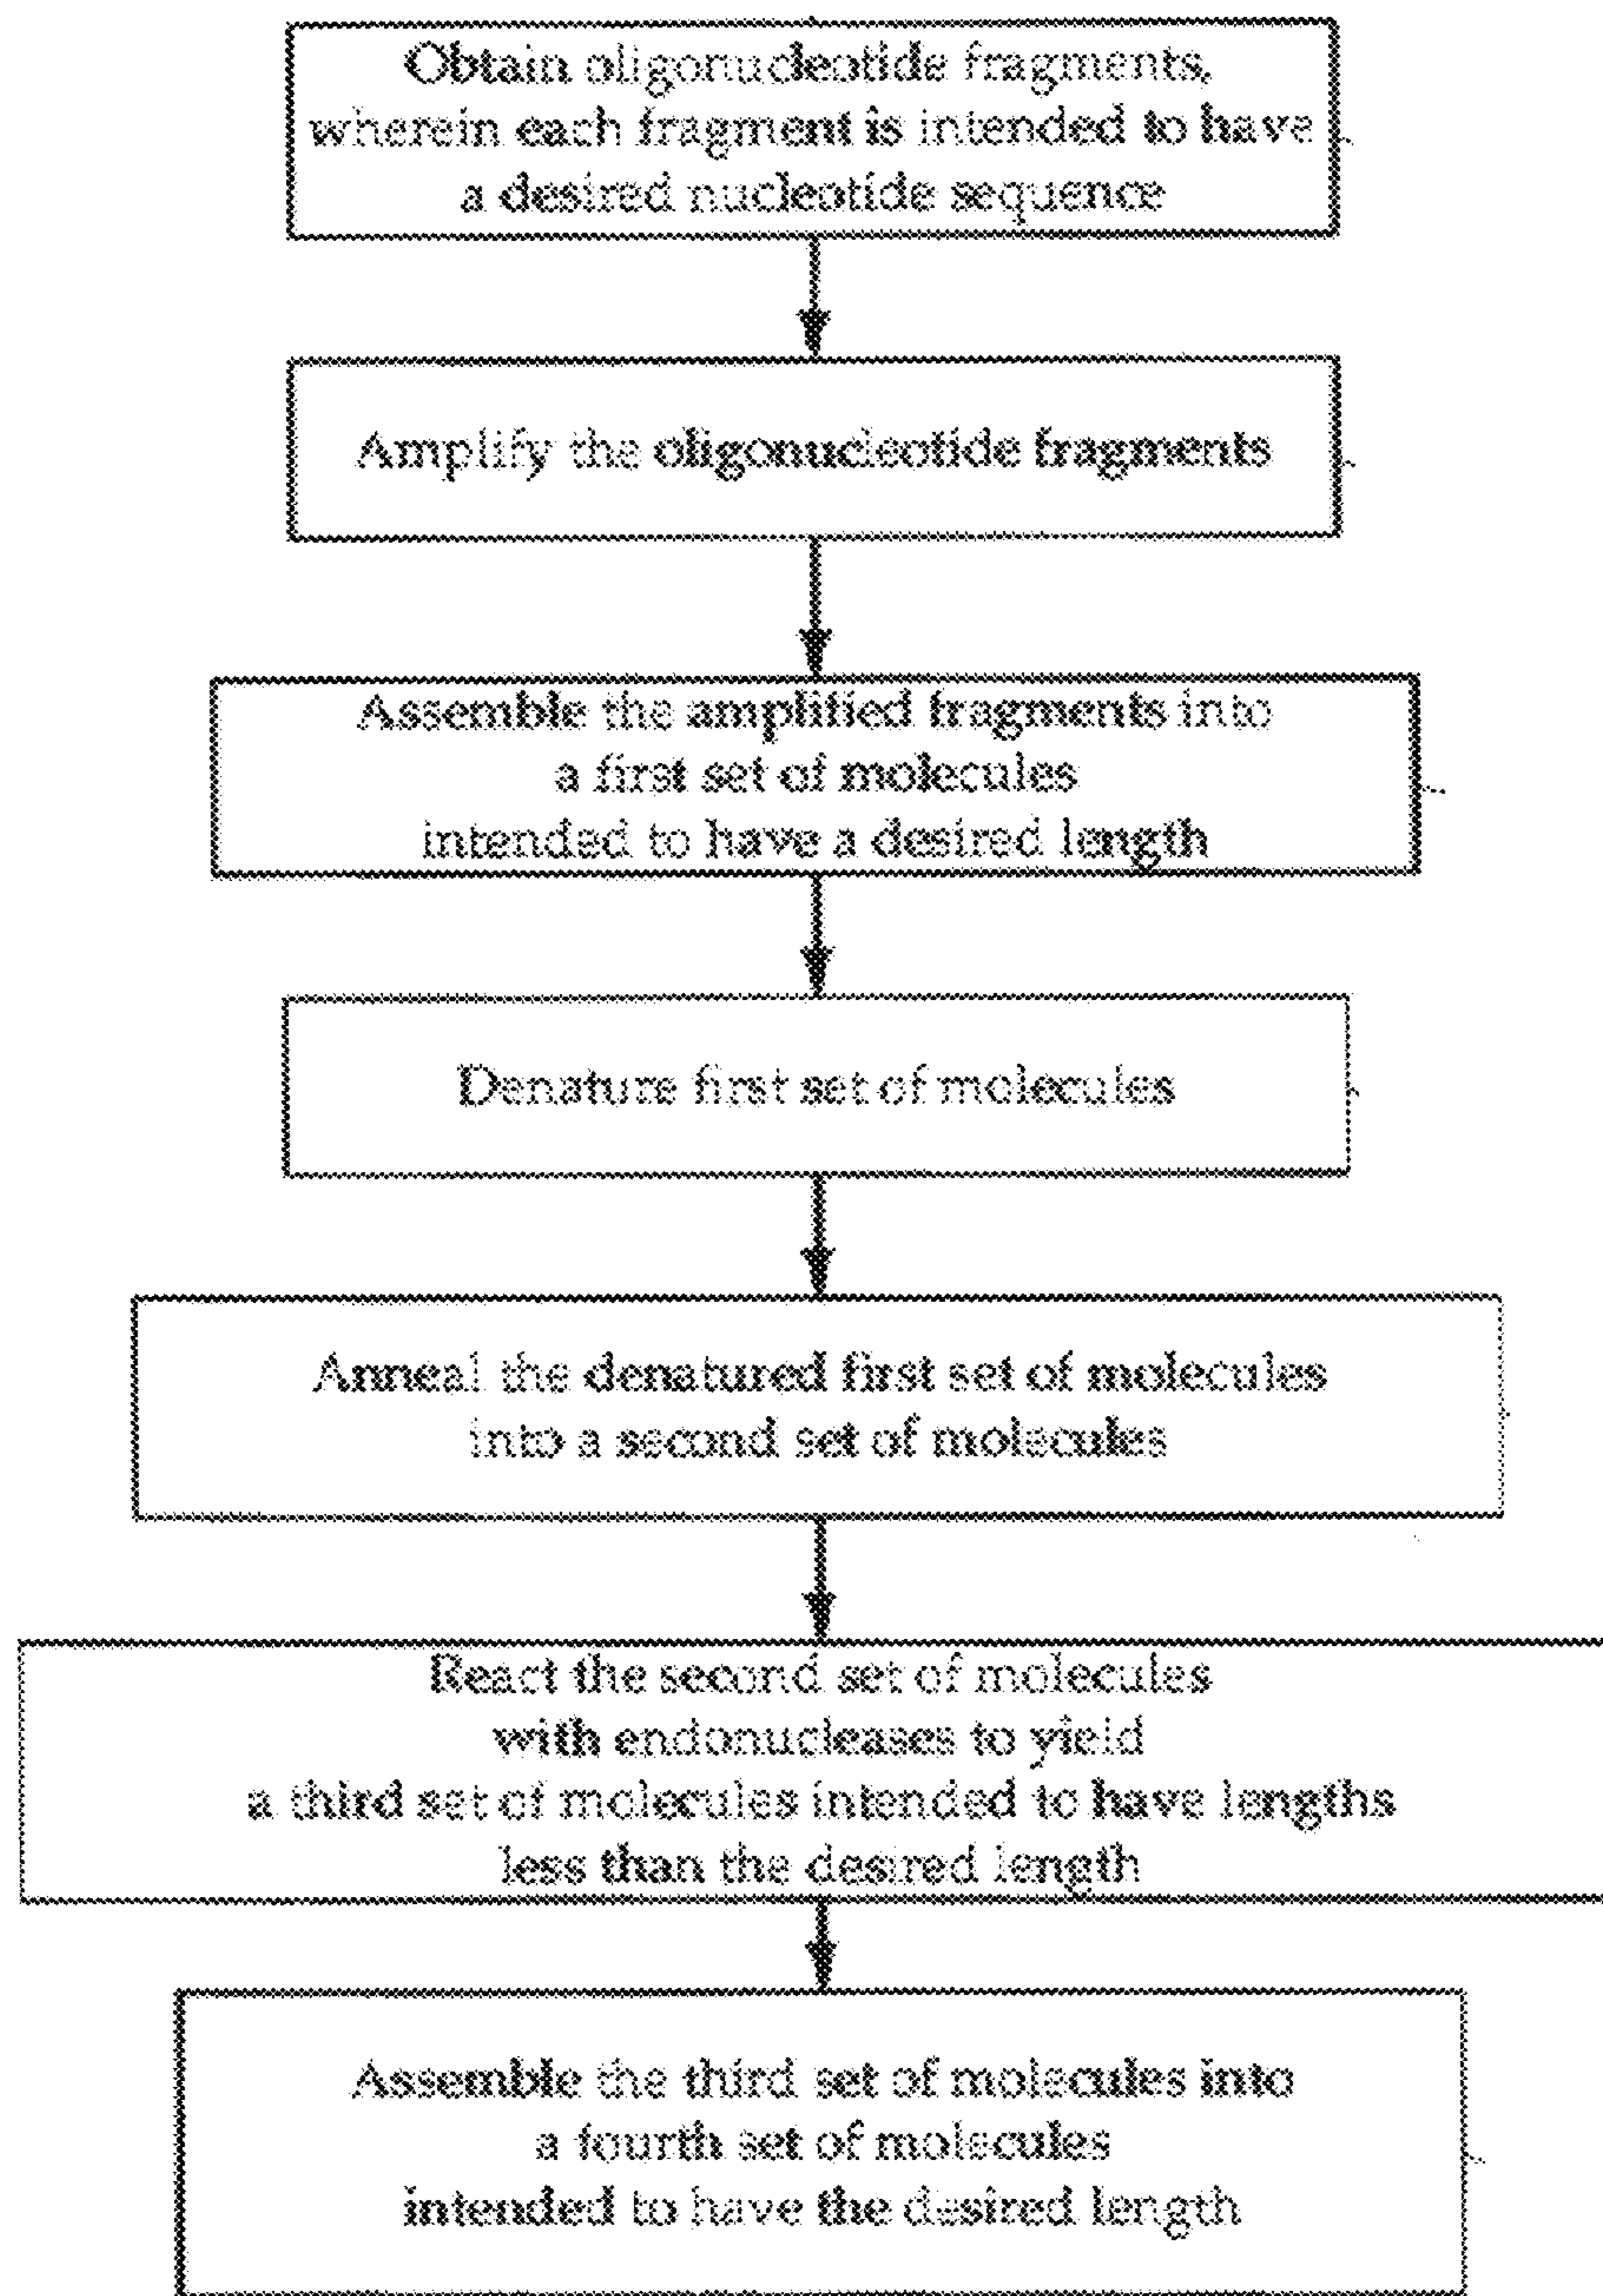 Obtain oligonucleotide fragments,
wherein each fragment is intended to have
a desired nucleotide sequence
Amplify the oligonucleotide fragments
Assemble the amplified fragments into
a first set of molecules
intended to have a desired length
Denature first set of molecules
Anneal the denatured first set of molecules
into a second set of molecules
React the second set of molecules
with endonucleases to yield
a third set of molecules intended to have lengths
less than the desired length
Assemble the third set of molecules into
a fourth set of molecules
intended to have the desired length